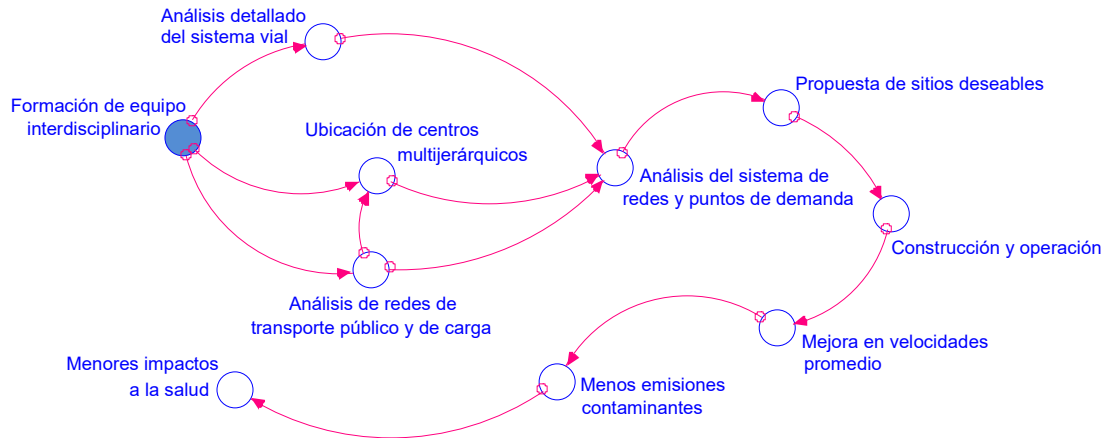 Análisis detallado
del sistema vial
Formación de equipo
interdisciplinario
Ubicación de centros
multijerárquicos
Análisis de redes de
transporte público y de carga
Análisis del sistema de
redes y puntos de demanda
Propuesta de sitios deseables
Construcción y operación
Mejora en velocidades
promedio
Menos emisiones
contaminantes
Menores impactos
a la salud